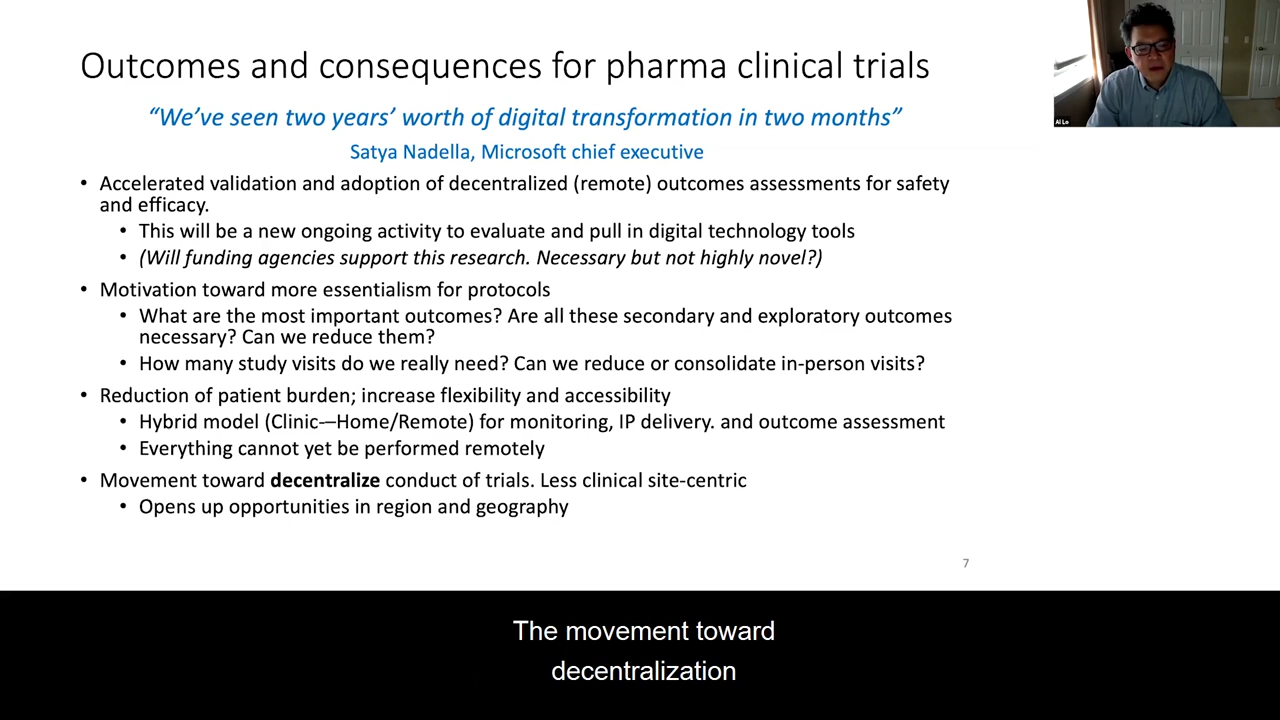 Outcomes and consequences for pharma clinical trials
“We’ve seen two years’ worth of digital transformation in two months”
Satya Nadella, Microsoft chief executive
• Accelerated validation and adoption of decentralized (remote) outcomes assessments for safety
and efficacy.
• This will be a new ongoing activity to evaluate and pull in digital technology tools
• (Will funding agencies support this research. Necessary but not highly novel?)
• Motivation toward more essentialism for protocols
• What are the most important outcomes? Are all these secondary and exploratory outcomes
necessary? Can we reduce them?
• How many study visits do we really need? Can we reduce or consolidate in-person visits?
• Reduction of patient burden; increase flexibility and accessibility
• Hybrid model (Clinic-–Home/Remote) for monitoring, IP delivery. and outcome assessment
• Everything cannot yet be performed remotely
• Movement toward decentralize conduct of trials. Less clinical site-centric
• Opens up opportunities in region and geography
7
Al Lo
The movement toward
decentralization